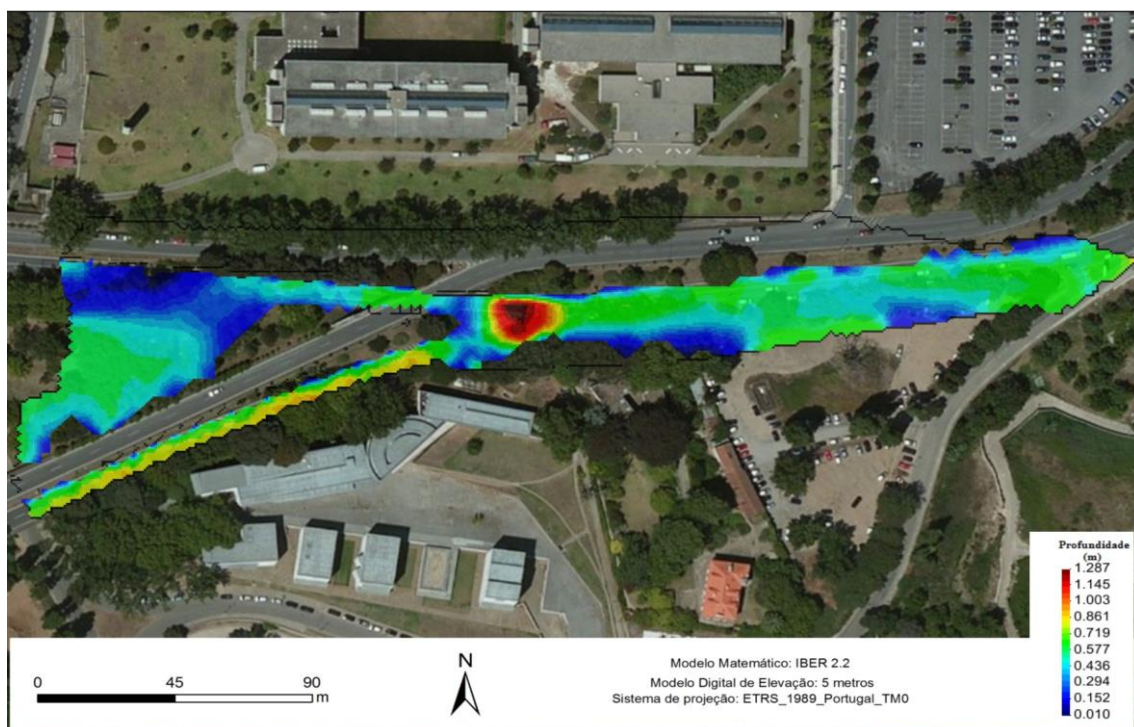 Profundidade
(m)
1.287
1.145
1.003
0.861
0.719
0.577
0.436
0.294
0.152
0.010
0 45 90
m
N
Modelo Matemático: IBER 2.2
Modelo Digital de Elevação: 5 metros
Sistema de projeção: ETRS_1989_Portugal_TM0